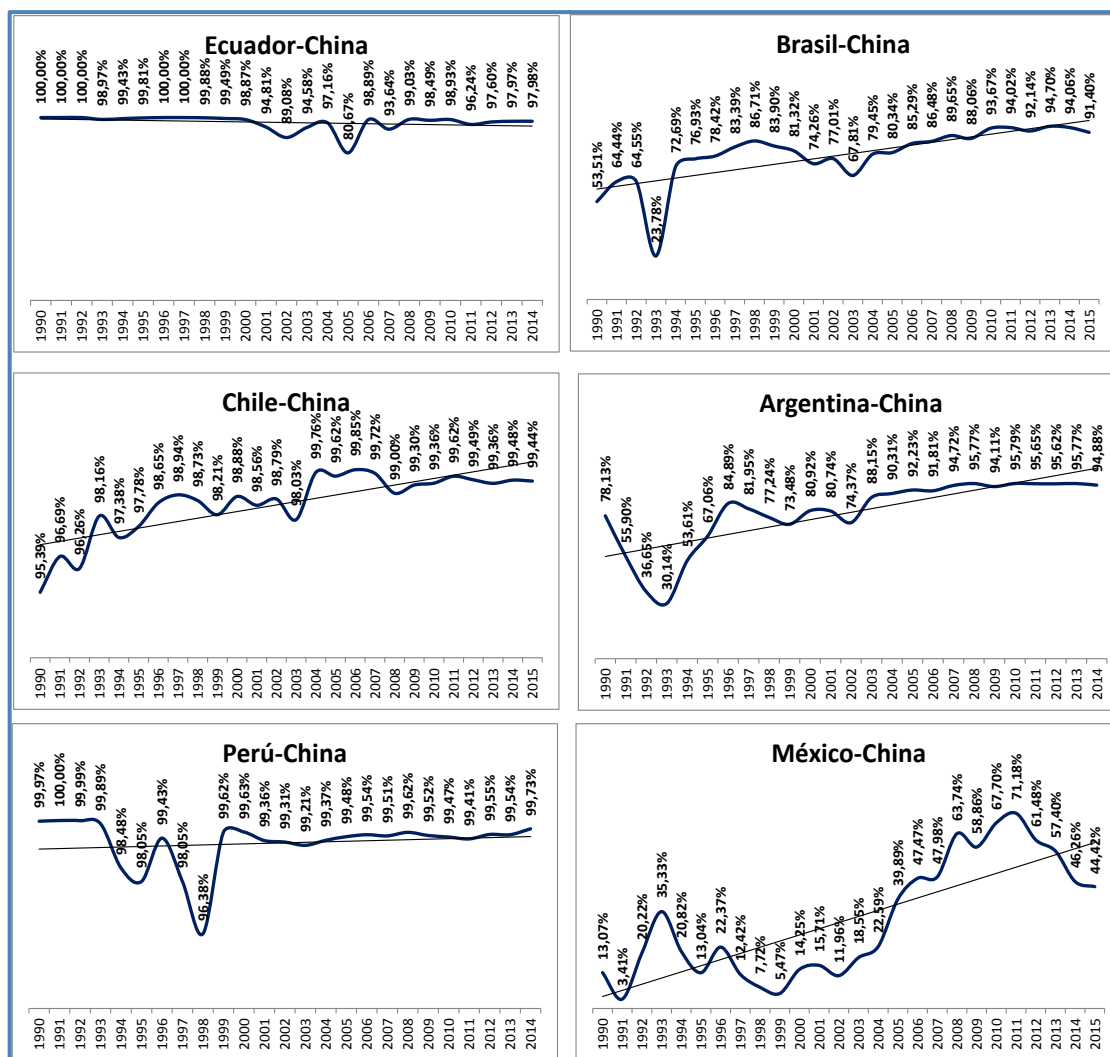 Ecuador-China
100,00% 100,00% 100,00% 98,97% 99,43% 99,81% 100,00% 100,00% 99,88% 99,49% 98,87% 94,81% 89,08% 94,58% 97,16% 80,67% 98,89% 93,64% 99,03% 98,49% 98,93% 96,24% 97,60% 97,97% 97,98%
1990 1991 1992 1993 1994 1995 1996 1997 1998 1999 2000 2001 2002 2003 2004 2005 2006 2007 2008 2009 2010 2011 2012 2013 2014
Brasil-China
53,51% 64,44% 64,55% 23,78% 72,69% 76,93% 78,42% 83,39% 86,71% 83,90% 81,32% 74,26% 77,01% 67,81% 79,45% 80,34% 85,29% 86,48% 89,65% 88,06% 93,67% 94,02% 92,14% 94,70% 94,06% 91,40%
1990 1991 1992 1993 1994 1995 1996 1997 1998 1999 2000 2001 2002 2003 2004 2005 2006 2007 2008 2009 2010 2011 2012 2013 2014 2015
Chile-China
95,39% 96,69% 96,26% 98,16% 97,38% 97,78% 98,65% 98,94% 98,73% 98,21% 98,88% 98,56% 98,79% 98,03% 99,76% 99,62% 99,85% 99,72% 99,00% 99,30% 99,36% 99,62% 99,49% 99,36% 99,48% 99,44%
1990 1991 1992 1993 1994 1995 1996 1997 1998 1999 2000 2001 2002 2003 2004 2005 2006 2007 2008 2009 2010 2011 2012 2013 2014 2015
Argentina-China
78,13% 55,90% 36,65% 30,14% 53,61% 67,06% 84,89% 81,95% 77,24% 73,48% 80,92% 80,74% 74,37% 88,15% 90,31% 92,23% 91,81% 94,72% 95,77% 94,11% 95,79% 95,65% 95,62% 95,77% 94,88%
1990 1991 1992 1993 1994 1995 1996 1997 1998 1999 2000 2001 2002 2003 2004 2005 2006 2007 2008 2009 2010 2011 2012 2013 2014
Perú-China
99,97% 100,00% 99,99% 99,89% 98,48% 98,05% 99,43% 98,05% 96,38% 99,62% 99,63% 99,36% 99,31% 99,21% 99,37% 99,48% 99,54% 99,51% 99,62% 99,52% 99,47% 99,41% 99,55% 99,54% 99,73%
1990 1991 1992 1993 1994 1995 1996 1997 1998 1999 2000 2001 2002 2003 2004 2005 2006 2007 2008 2009 2010 2011 2012 2013 2014
México-China
13,07% 3,41% 20,22% 35,33% 20,82% 13,04% 22,37% 12,42% 7,72% 5,47% 14,25% 15,71% 11,96% 18,55% 22,59% 39,89% 47,47% 47,98% 63,74% 58,86% 67,70% 71,18% 61,48% 57,40% 46,26% 44,42%
1990 1991 1992 1993 1994 1995 1996 1997 1998 1999 2000 2001 2002 2003 2004 2005 2006 2007 2008 2009 2010 2011 2012 2013 2014 2015